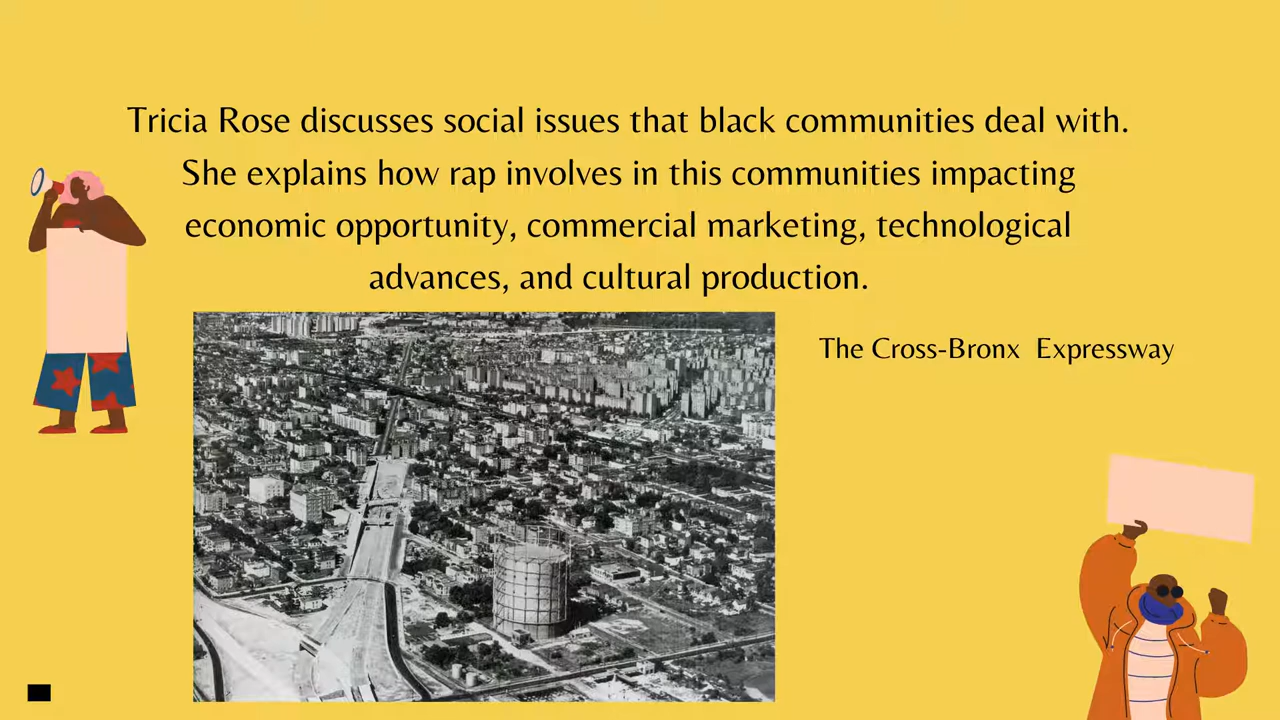 Tricia Rose discusses social issues that black communities deal with.
She explains how rap involves in this communities impacting
economic opportunity, commercial marketing, technological
advances, and cultural production.
The Cross-Bronx Expressway